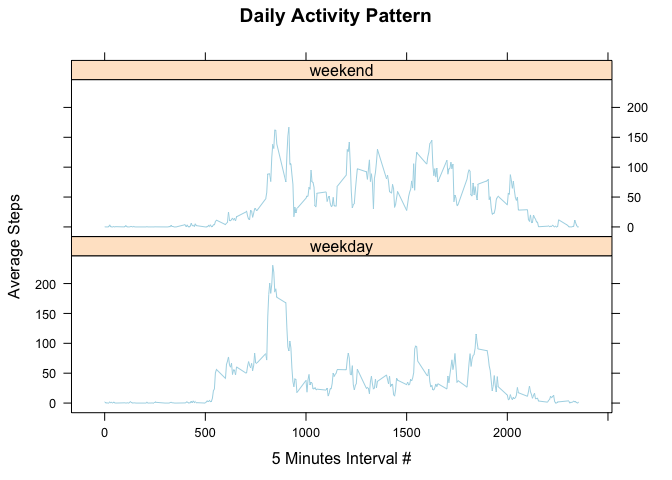 Daily Activity Pattern
weekend
200
150
100
50
0
weekday
200
150
100
50
0
Average Steps
0 500 1000 1500 2000
5 Minutes Interval #